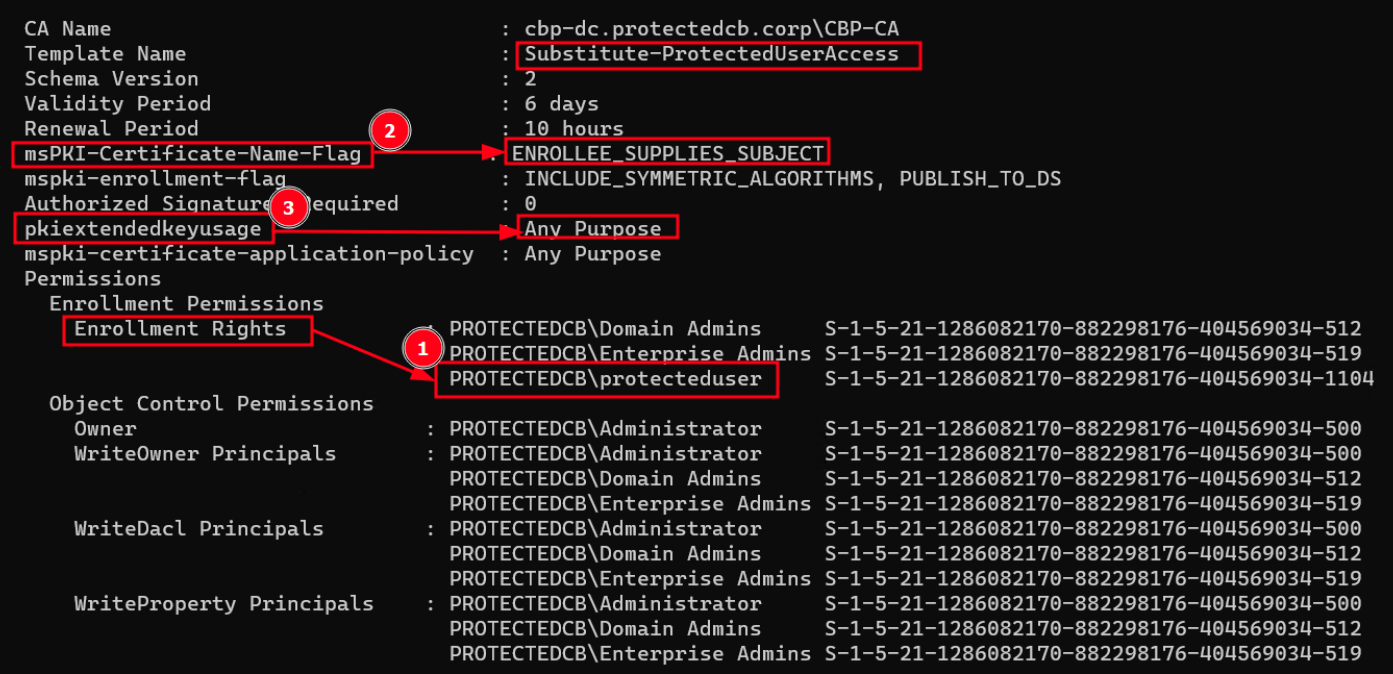 CA Name : cbp-dc.protectedcb.corp\CBP-CA
Template Name : Substitute-ProtectedUserAccess
Schema Version : 2
Validity Period : 6 days
Renewal Period : 10 hours
2
msPKI-Certificate-Name-Flag : ENROLLEE_SUPPLIES_SUBJECT
mspki-enrollment-flag : INCLUDE_SYMMETRIC_ALGORITHMS, PUBLISH_TO_DS
Authorized Signatures Required : 0
3
pkiextendedkeyusage : Any Purpose
mspki-certificate-application-policy : Any Purpose
Permissions
Enrollment Permissions
Enrollment Rights : PROTECTEDCB\Domain Admins S-1-5-21-1286082170-882298176-404569034-512
1
PROTECTEDCB\Enterprise Admins S-1-5-21-1286082170-882298176-404569034-519
PROTECTEDCB\protecteduser S-1-5-21-1286082170-882298176-404569034-1104
Object Control Permissions
Owner : PROTECTEDCB\Administrator S-1-5-21-1286082170-882298176-404569034-500
WriteOwner Principals : PROTECTEDCB\Administrator S-1-5-21-1286082170-882298176-404569034-500
PROTECTEDCB\Domain Admins S-1-5-21-1286082170-882298176-404569034-512
PROTECTEDCB\Enterprise Admins S-1-5-21-1286082170-882298176-404569034-519
WriteDacl Principals : PROTECTEDCB\Administrator S-1-5-21-1286082170-882298176-404569034-500
PROTECTEDCB\Domain Admins S-1-5-21-1286082170-882298176-404569034-512
PROTECTEDCB\Enterprise Admins S-1-5-21-1286082170-882298176-404569034-519
WriteProperty Principals : PROTECTEDCB\Administrator S-1-5-21-1286082170-882298176-404569034-500
PROTECTEDCB\Domain Admins S-1-5-21-1286082170-882298176-404569034-512
PROTECTEDCB\Enterprise Admins S-1-5-21-1286082170-882298176-404569034-519